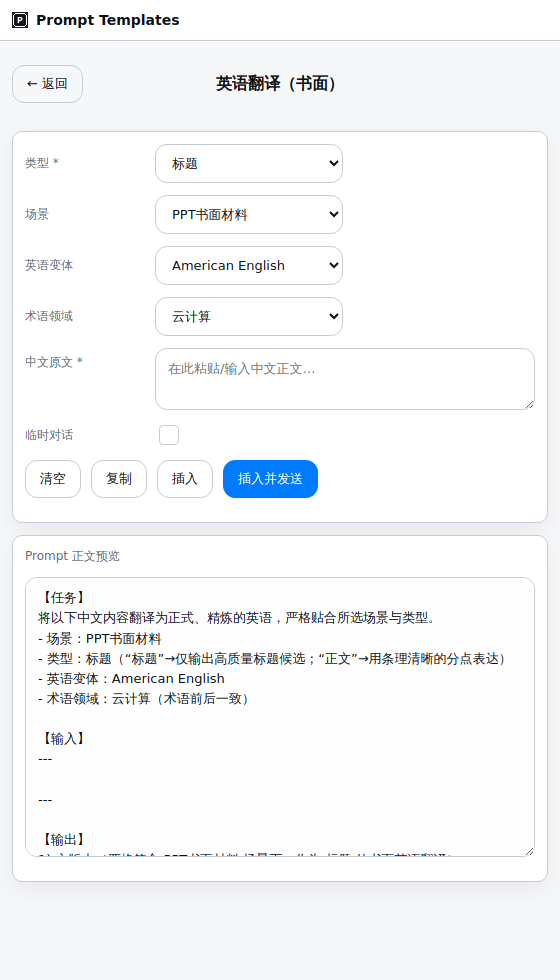 P Prompt Templates
← 返回
英语翻译（书面）
类型 *
标题
场景
PPT书面材料
英语变体
American English
术语领域
云计算
中文原文 *
在此粘贴/输入中文正文…
临时对话
清空 复制 插入 插入并发送
Prompt 正文预览
【任务】
将以下中文内容翻译为正式、精炼的英语，严格贴合所选场景与类型。
- 场景：PPT书面材料
- 类型：标题（“标题”→仅输出高质量标题候选；“正文”→用条理清晰的分点表达）
- 英语变体：American English
- 术语领域：云计算（术语前后一致）
【输入】
---
---
【输出】